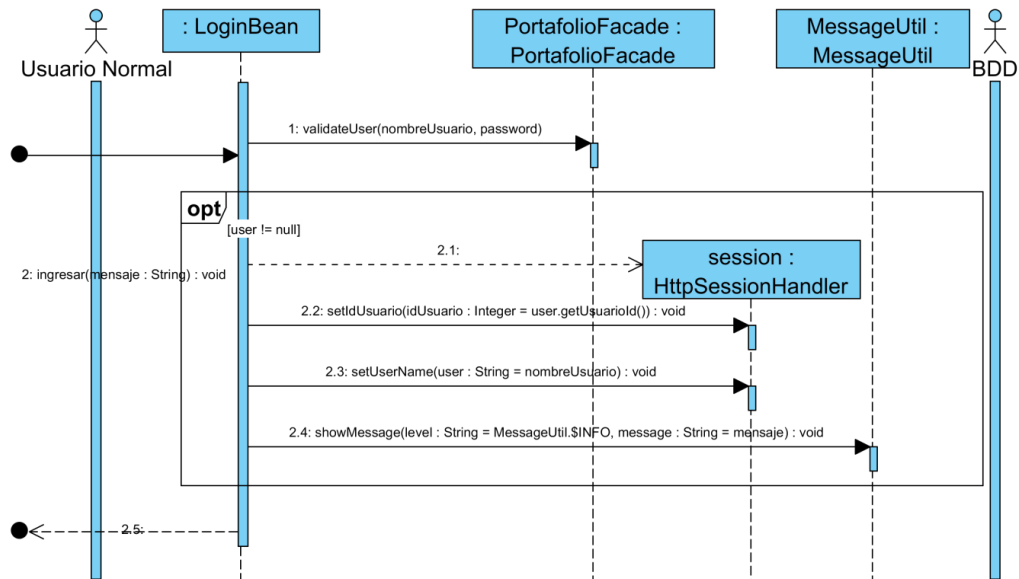 : LoginBean
PortafolioFacade :
PortafolioFacade
MessageUtil :
MessageUtil
Usuario Normal
BDD
1: validateUser(nombreUsuario, password)
opt
[user != null]
2.1:
session :
HttpSessionHandler
2: ingresar(mensaje : String) : void
2.2: setIdUsuario(idUsuario : Integer = user.getUsuarioId()) : void
2.3: setUserName(user : String = nombreUsuario) : void
2.4: showMessage(level : String = MessageUtil.$INFO, message : String = mensaje) : void
2.5: